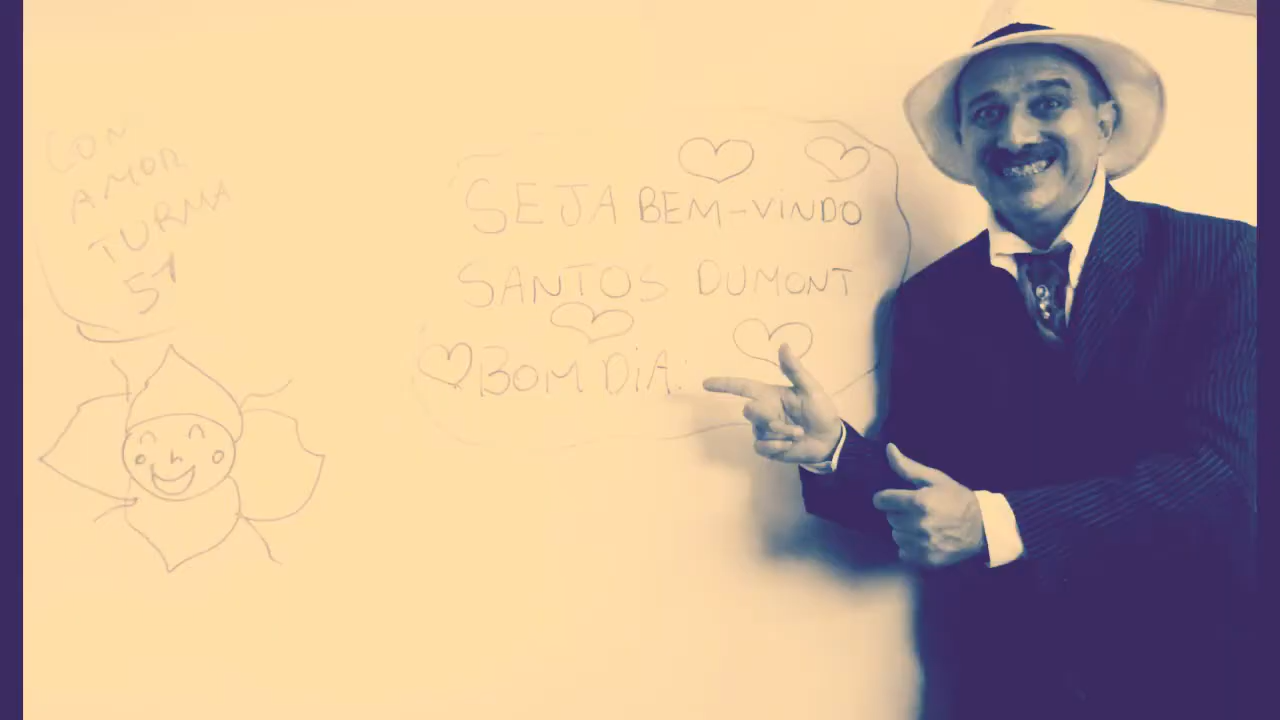 CON
AMOR
TURMA
51
SEJA BEM-VINDO
SANTOS DUMONT
BOM DIA!